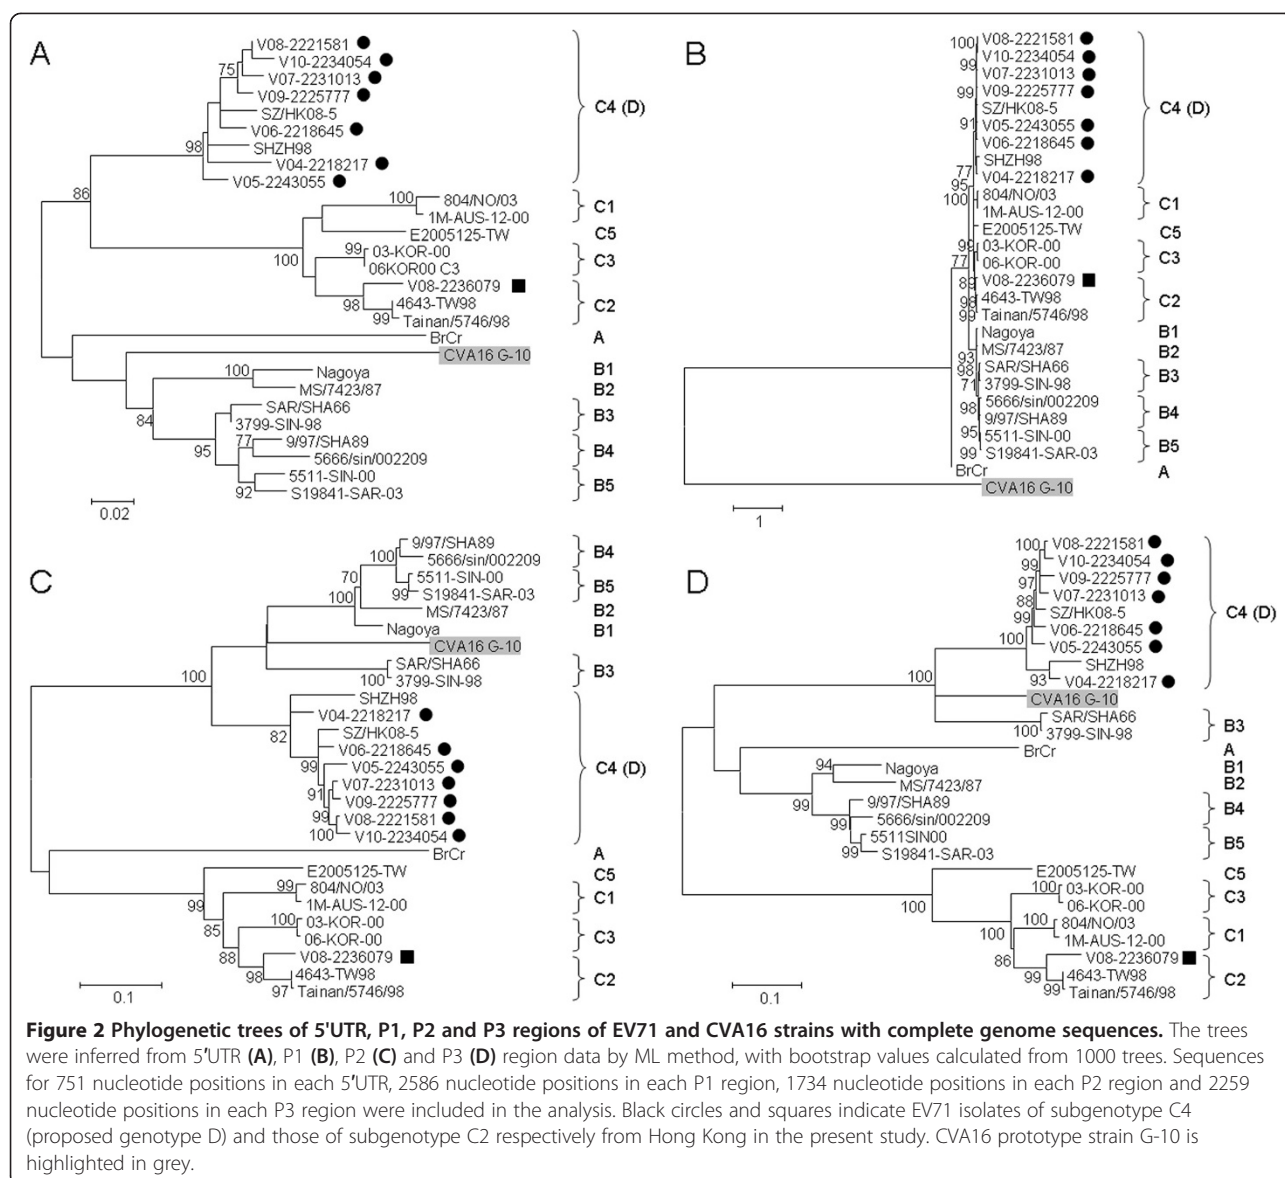 A
V08-2221581
V10-2234054
75
V07-2231013
V09-2225777
SZ/HK08-5
V06-2218645
98
SHZH98
V04-2218217
V05-2243055
C4 (D)
86
100
804/NO/03
1M-AUS-12-00
C1
E2005125-TW
C5
99
03-KOR-00
06KOR00 C3
C3
100
V08-2236079
98
4643-TW98
99
Tainan/5746/98
C2
BrCr
A
CVA16 G-10
100
Nagoya
B1
MS/7423/87
B2
84
SAR/SHA66
3799-SIN-98
B3
95
77
9/97/SHA89
5666/sin/002209
B4
5511-SIN-00
92
S19841-SAR-03
B5
0.02
B
100
V08-2221581
V10-2234054
99
V07-2231013
99
V09-2225777
SZ/HK08-5
91
V05-2243055
V06-2218645
SHZH98
77
V04-2218217
C4 (D)
95
804/NO/03
100
1M-AUS-12-00
C1
E2005125-TW
C5
99
03-KOR-00
77
06-KOR-00
C3
89
V08-2236079
98
4643-TW98
99
Tainan/5746/98
C2
Nagoya
B1
93
MS/7423/87
B2
98
SAR/SHA66
71
3799-SIN-98
B3
98
5666/sin/002209
9/97/SHA89
B4
95
5511-SIN-00
99
S19841-SAR-03
B5
BrCr
A
CVA16 G-10
1
C
9/97/SHA89
100
5666/sin/002209
B4
70
5511-SIN-00
99
S19841-SAR-03
B5
100
MS/7423/87
B2
Nagoya
B1
CVA16 G-10
100
SAR/SHA66
100
3799-SIN-98
B3
SHZH98
V04-2218217
82
SZ/HK08-5
V06-2218645
99
V05-2243055
V07-2231013
91
V09-2225777
99
V08-2221581
100
V10-2234054
C4 (D)
BrCr
A
E2005125-TW
C5
99
804/NO/03
99
1M-AUS-12-00
C1
85
100
03-KOR-00
06-KOR-00
C3
88
V08-2236079
98
4643-TW98
97
Tainan/5746/98
C2
0.1
D
100
V08-2221581
V10-2234054
99
V09-2225777
97
V07-2231013
88
SZ/HK08-5
99
V06-2218645
100
V05-2243055
SHZH98
93
V04-2218217
C4 (D)
100
CVA16 G-10
SAR/SHA66
100
3799-SIN-98
B3
BrCr
A
94
Nagoya
B1
MS/7423/87
B2
99
9/97/SHA89
99
5666/sin/002209
B4
5511SIN00
99
S19841-SAR-03
B5
E2005125-TW
C5
100
100
03-KOR-00
06-KOR-00
C3
100
100
804/NO/03
1M-AUS-12-00
C1
86
V08-2236079
99
4643-TW98
99
Tainan/5746/98
C2
0.1
Figure 2 Phylogenetic trees of 5'UTR, P1, P2 and P3 regions of EV71 and CVA16 strains with complete genome sequences. The trees
were inferred from 5′UTR (A), P1 (B), P2 (C) and P3 (D) region data by ML method, with bootstrap values calculated from 1000 trees. Sequences
for 751 nucleotide positions in each 5′UTR, 2586 nucleotide positions in each P1 region, 1734 nucleotide positions in each P2 region and 2259
nucleotide positions in each P3 region were included in the analysis. Black circles and squares indicate EV71 isolates of subgenotype C4
(proposed genotype D) and those of subgenotype C2 respectively from Hong Kong in the present study. CVA16 prototype strain G-10 is
highlighted in grey.